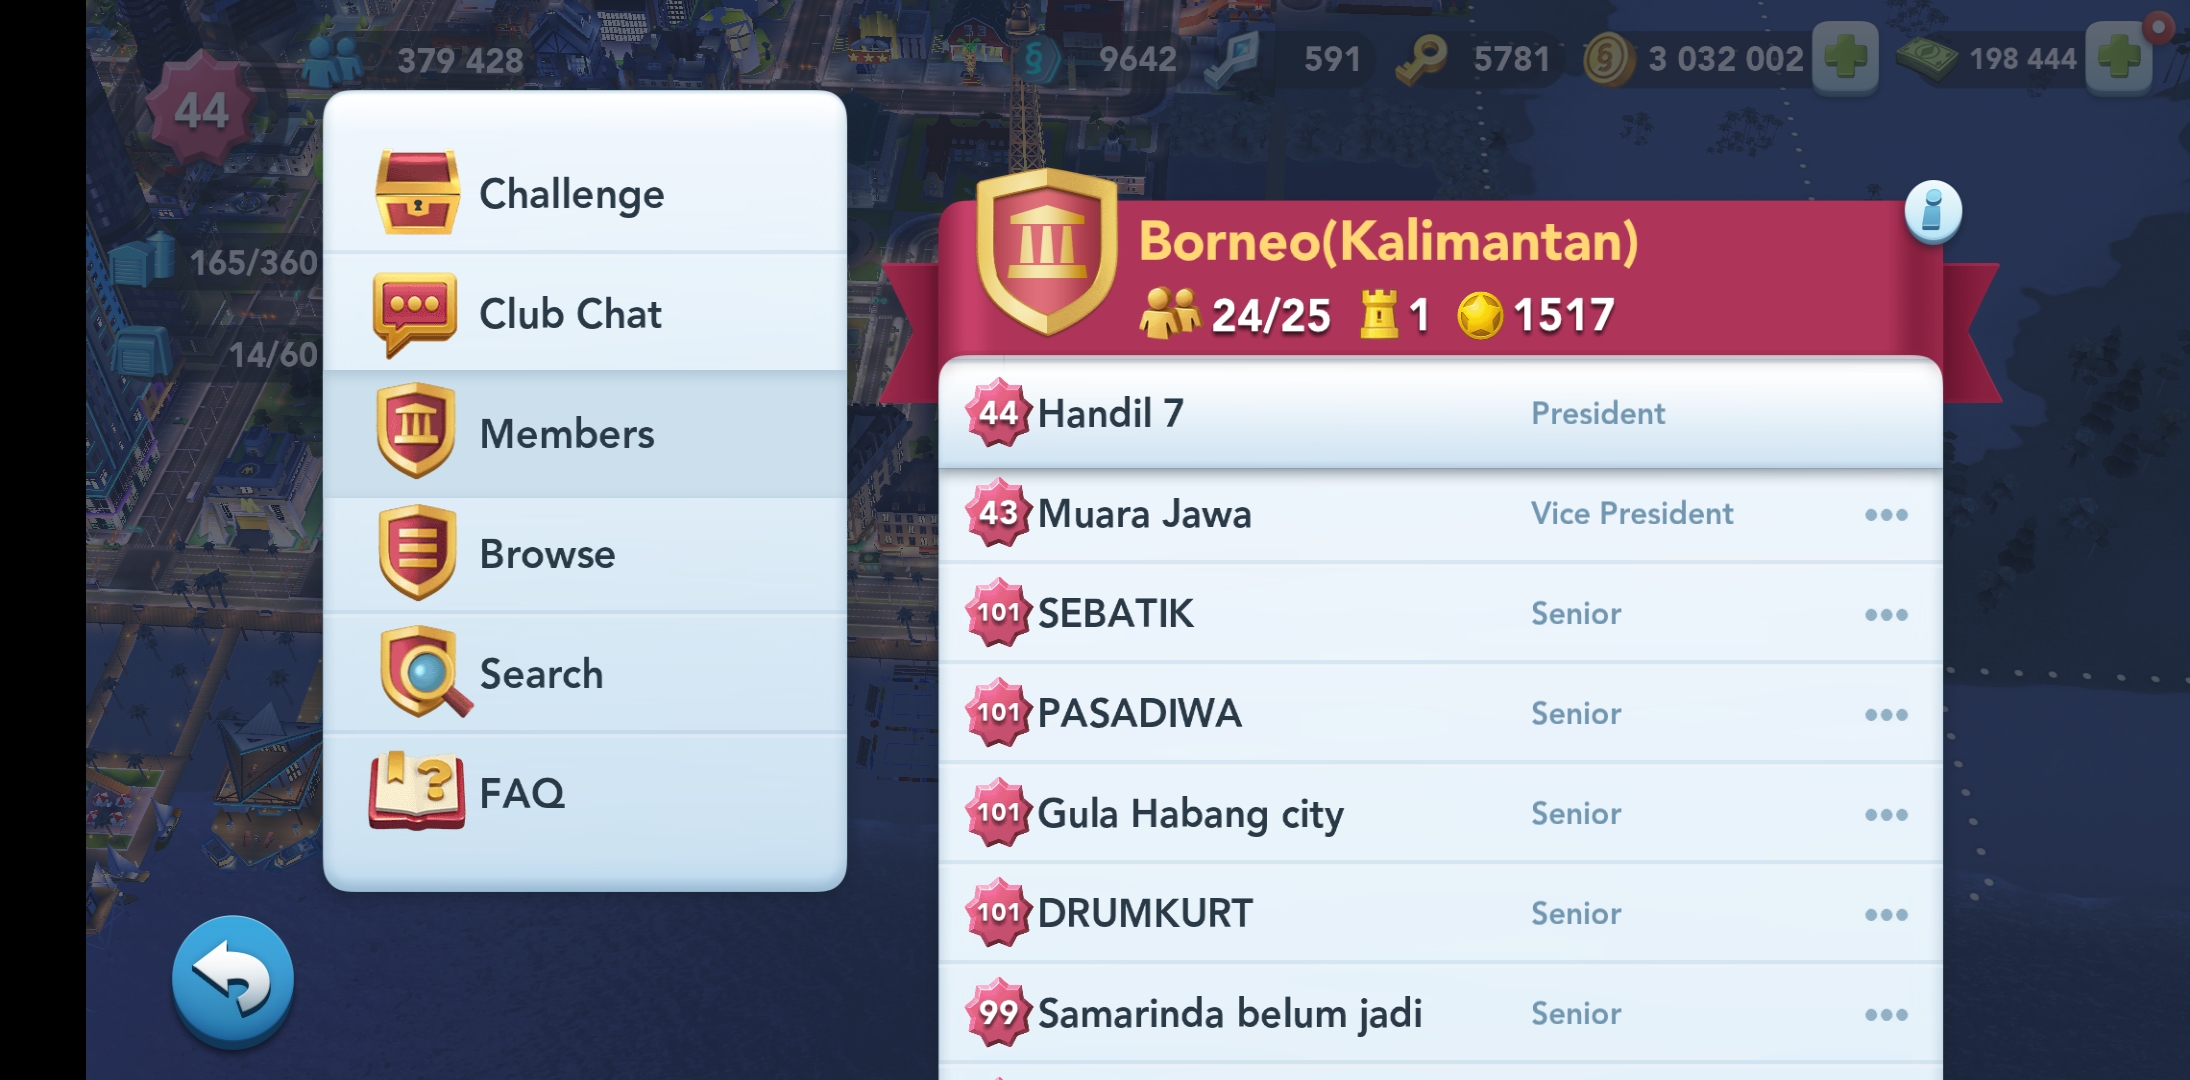 379 428
9642
591
5781
3 032 002
198 444
44
165/360
14/60
Challenge
Club Chat
Members
Browse
Search
FAQ
Borneo(Kalimantan)
24/25 1 1517
44 Handil 7 President
43 Muara Jawa Vice President
101 SEBATIK Senior
101 PASADIWA Senior
101 Gula Habang city Senior
101 DRUMKURT Senior
99 Samarinda belum jadi Senior